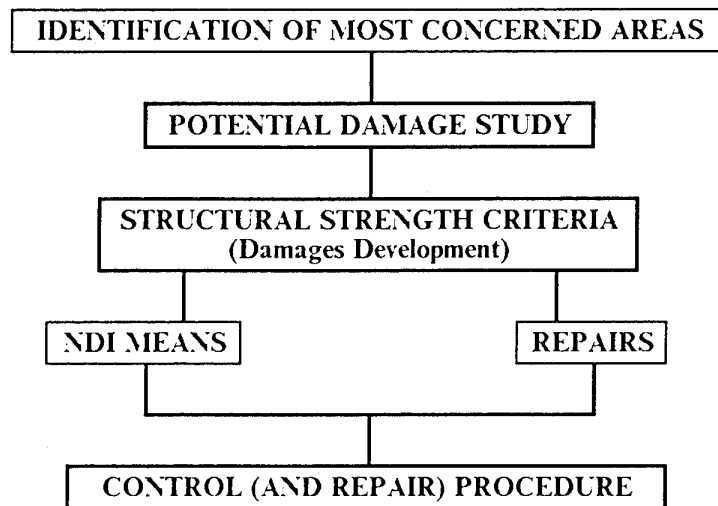 IDENTIFICATION OF MOST CONCERNED AREAS
POTENTIAL DAMAGE STUDY
STRUCTURAL STRENGTH CRITERIA
(Damages Development)
NDI MEANS
REPAIRS
CONTROL (AND REPAIR) PROCEDURE